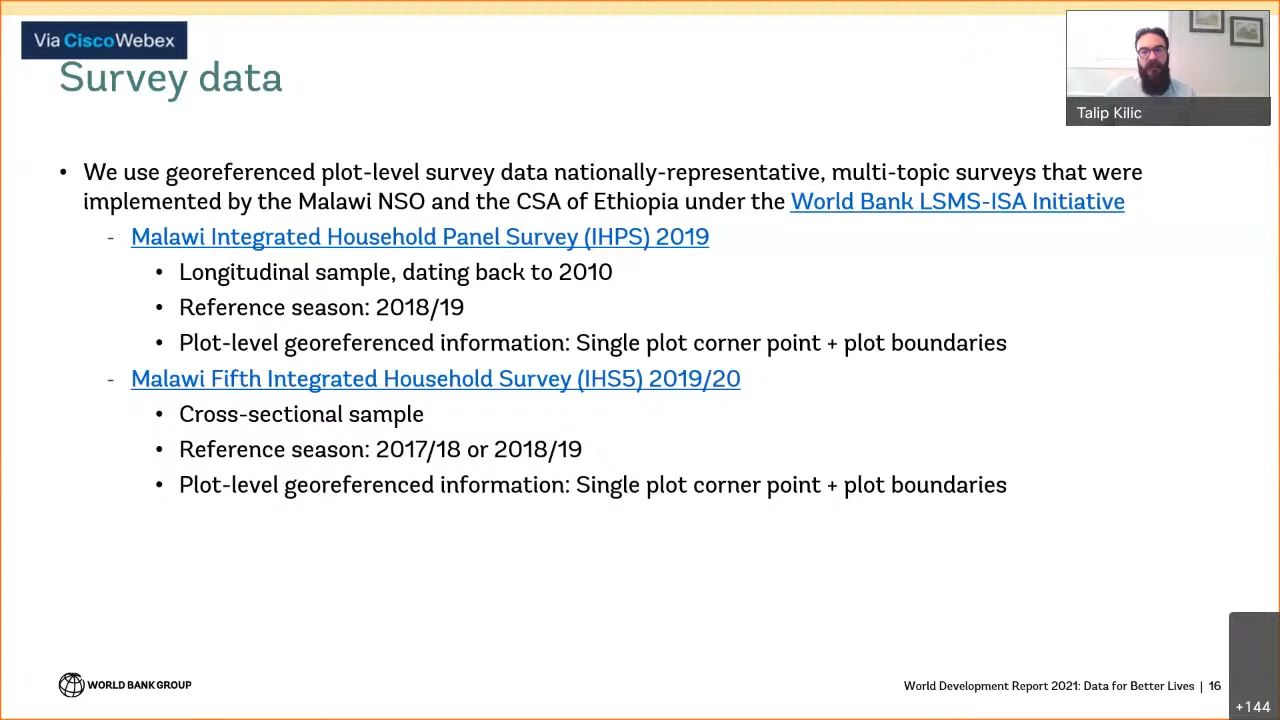 Via Cisco Webex
Survey data
Talip Kilic
• We use georeferenced plot-level survey data nationally-representative, multi-topic surveys that were
implemented by the Malawi NSO and the CSA of Ethiopia under the World Bank LSMS-ISA Initiative
- Malawi Integrated Household Panel Survey (IHPS) 2019
• Longitudinal sample, dating back to 2010
• Reference season: 2018/19
• Plot-level georeferenced information: Single plot corner point + plot boundaries
- Malawi Fifth Integrated Household Survey (IHS5) 2019/20
• Cross-sectional sample
• Reference season: 2017/18 or 2018/19
• Plot-level georeferenced information: Single plot corner point + plot boundaries
WORLD BANK GROUP
World Development Report 2021: Data for Better Lives | 16
+144